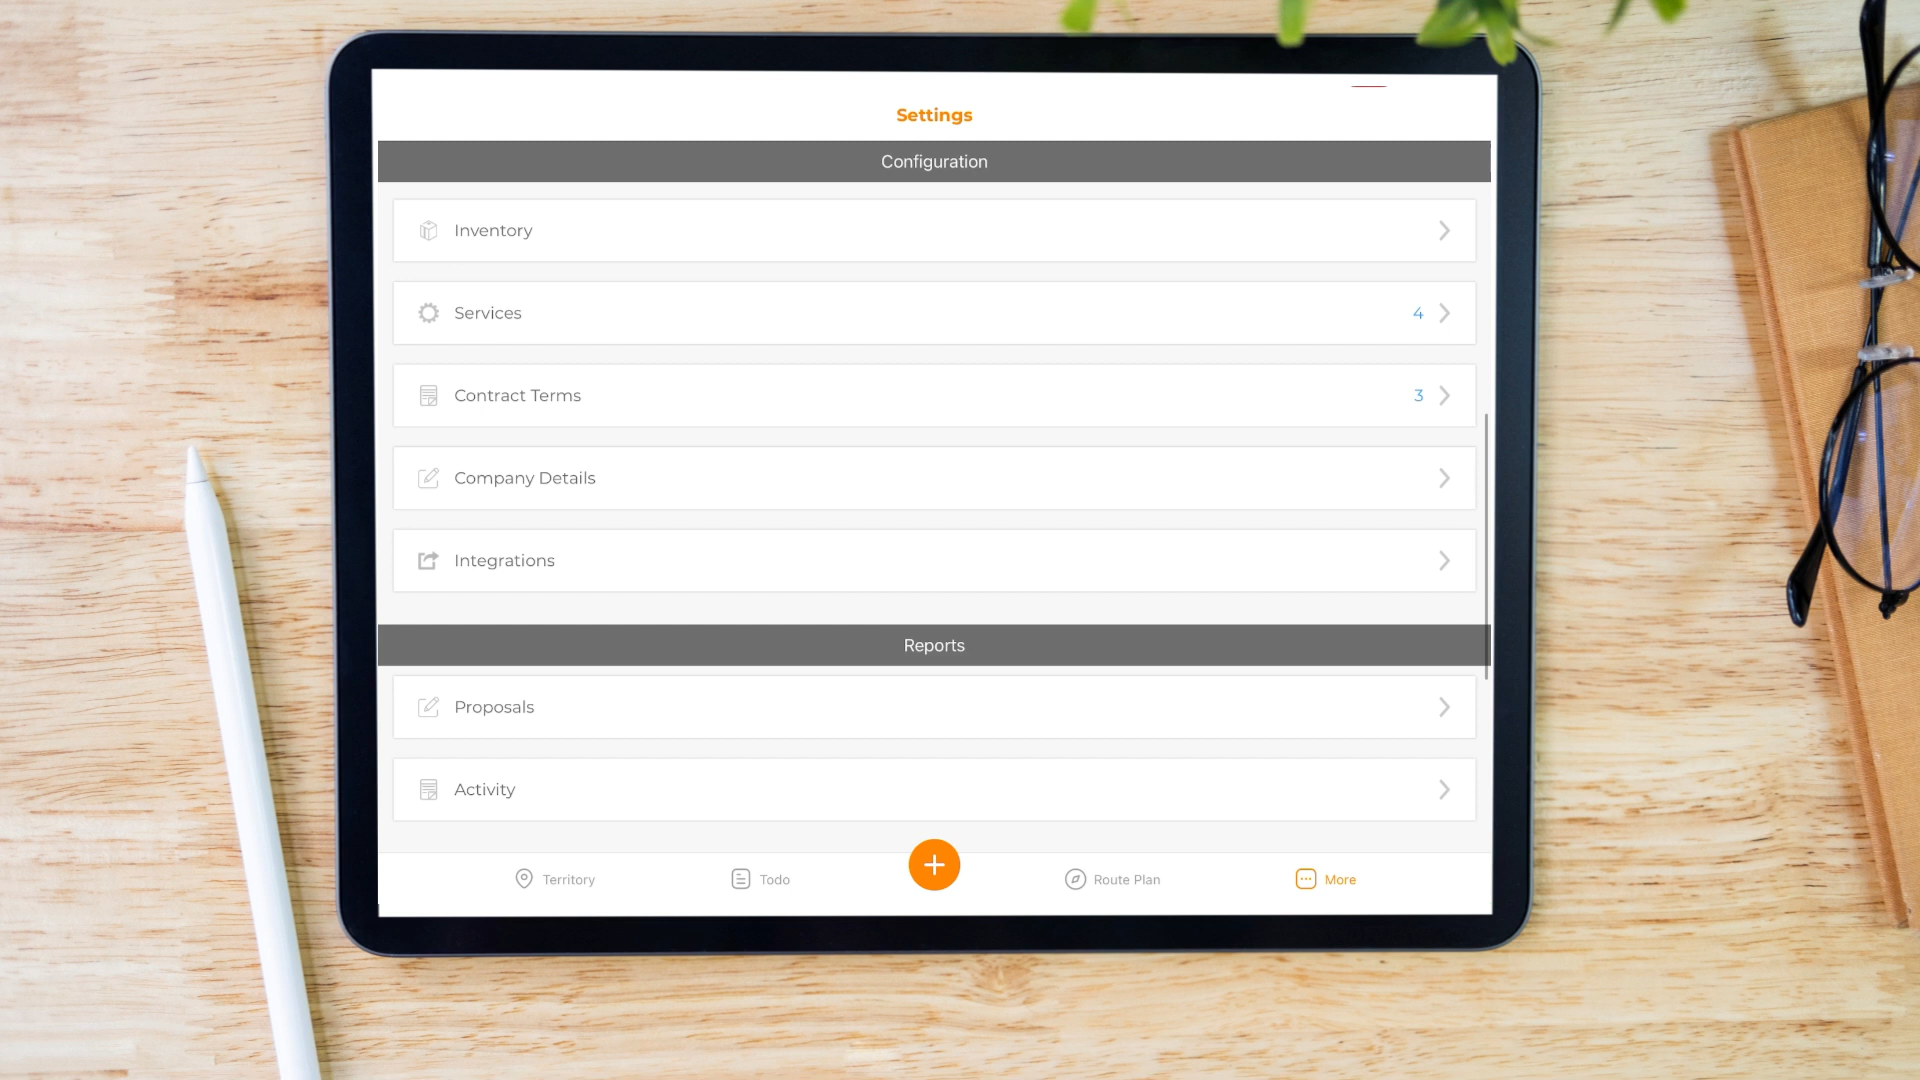 Settings
Configuration
Inventory
Services 4
Contract Terms 3
Company Details
Integrations
Reports
Proposals
Activity
Territory Todo Route Plan More